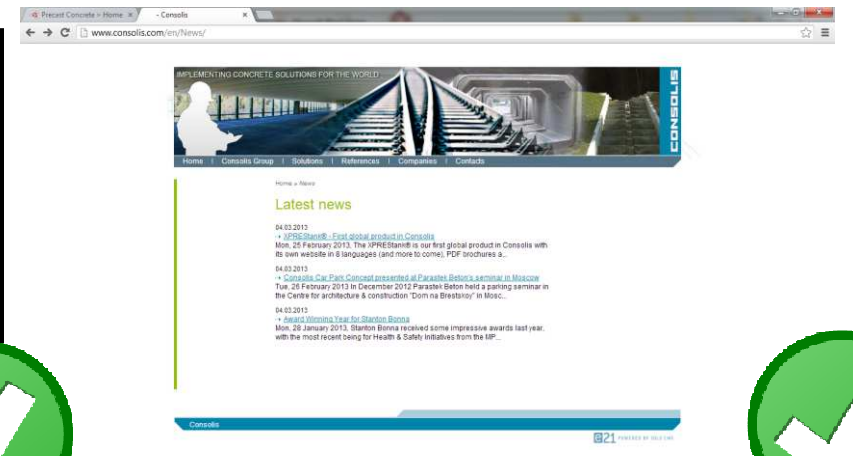 Precast Concrete » Home
- Consolis
www.consolis.com/en/News/
IMPLEMENTING CONCRETE SOLUTIONS FOR THE WORLD
CONSOLIS
Home | Consolis Group | Solutions | References | Companies | Contacts
Home » News
Latest news
04.03.2013
XPREStank® - First global product in Consolis
Mon, 25 February 2013, The XPREStank® is our first global product in Consolis with
its own website in 8 languages (and more to come), PDF brochures a...
04.03.2013
Consolis Car Park Concept presented at Parastek Beton's seminar in Moscow
Tue, 26 February 2013 In December 2012 Parastek Beton held a parking seminar in
the Centre for architecture & construction "Dom na Brestskoy" in Mosc...
04.03.2013
Award Winning Year for Stanton Bonna
Mon, 28 January 2013, Stanton Bonna received some impressive awards last year,
with the most recent being for Health & Safety Initiatives from the MP...
Consolis
21 POWERED BY